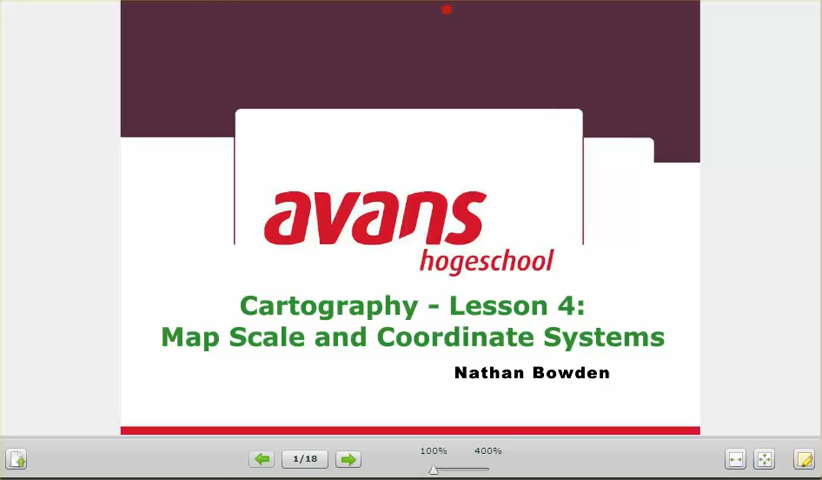 avans
hogeschool
Cartography - Lesson 4:
Map Scale and Coordinate Systems
Nathan Bowden
1/18
100%
400%